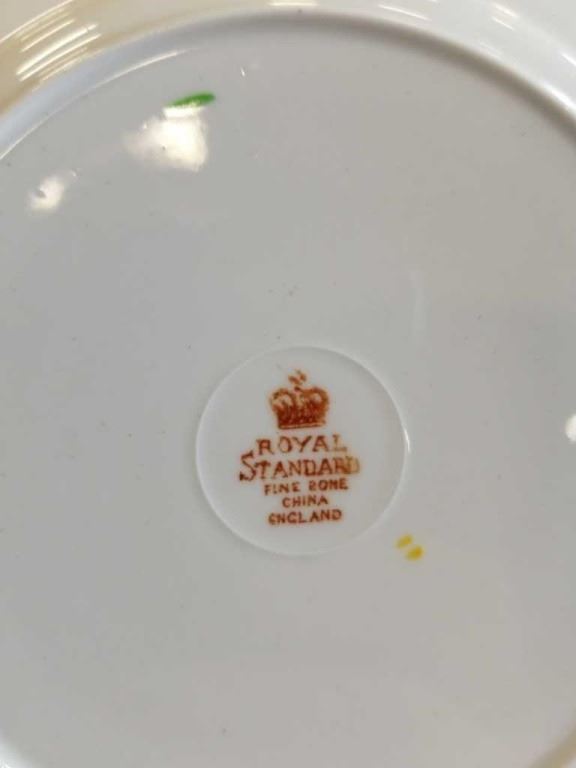 ROYAL
STANDARD
FINE BONE
CHINA
ENGLAND